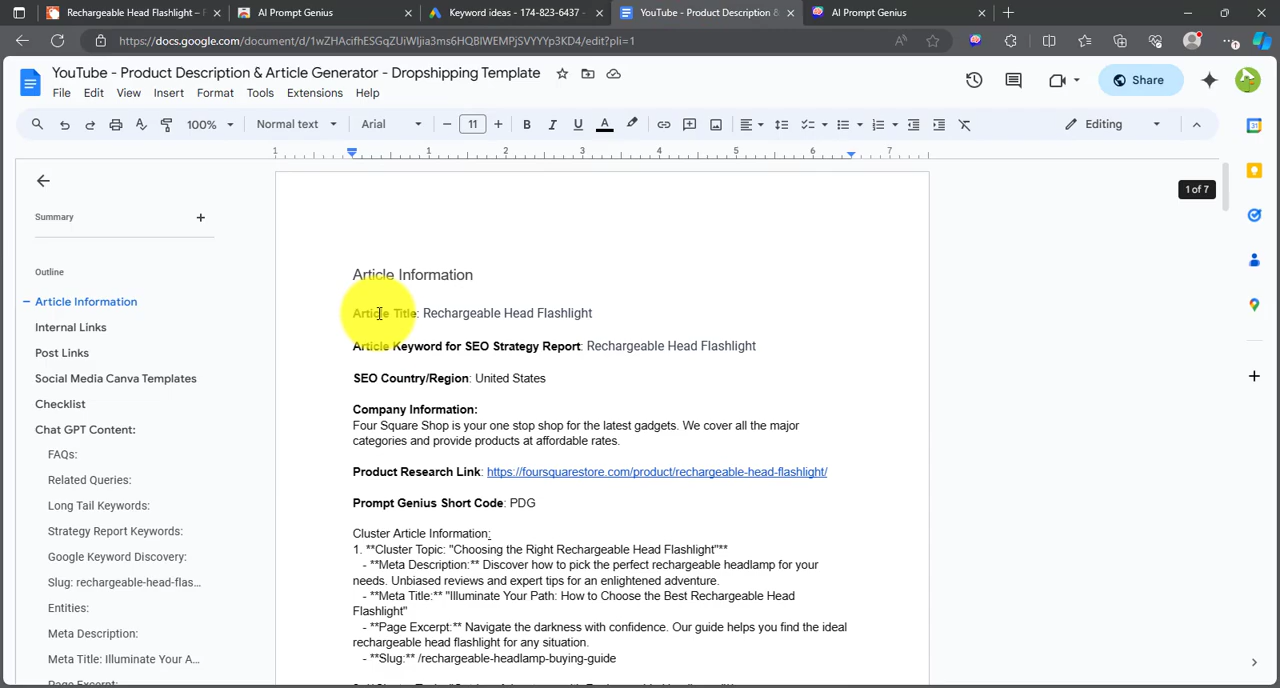 Rechargeable Head Flashlight –
AI Prompt Genius
Keyword ideas - 174-823-6437 -
YouTube - Product Description &
AI Prompt Genius
https://docs.google.com/document/d/1wZHAcifhESGqZUiWIjia3ms6HQBIWEMPjSVYYYp3KD4/edit?pli=1
YouTube - Product Description & Article Generator - Dropshipping Template
File Edit View Insert Format Tools Extensions Help
Share
100% Normal text Arial 11 B I U A Editing
1 1 2 3 4 5 6 7
1 of 7
Summary
Outline
Article Information
Internal Links
Post Links
Social Media Canva Templates
Checklist
Chat GPT Content:
FAQs:
Related Queries:
Long Tail Keywords:
Strategy Report Keywords:
Google Keyword Discovery:
Slug: rechargeable-head-flas...
Entities:
Meta Description:
Meta Title: Illuminate Your A...
Page Excerpt:
Article Information
Article Title: Rechargeable Head Flashlight
Article Keyword for SEO Strategy Report: Rechargeable Head Flashlight
SEO Country/Region: United States
Company Information:
Four Square Shop is your one stop shop for the latest gadgets. We cover all the major
categories and provide products at affordable rates.
Product Research Link: https://foursquarestore.com/product/rechargeable-head-flashlight/
Prompt Genius Short Code: PDG
Cluster Article Information:
1. **Cluster Topic: "Choosing the Right Rechargeable Head Flashlight"**
- **Meta Description:** Discover how to pick the perfect rechargeable headlamp for your
needs. Unbiased reviews and expert tips for an enlightened adventure.
- **Meta Title:** "Illuminate Your Path: How to Choose the Best Rechargeable Head
Flashlight"
- **Page Excerpt:** Navigate the darkness with confidence. Our guide helps you find the ideal
rechargeable head flashlight for any situation.
- **Slug:** /rechargeable-headlamp-buying-guide